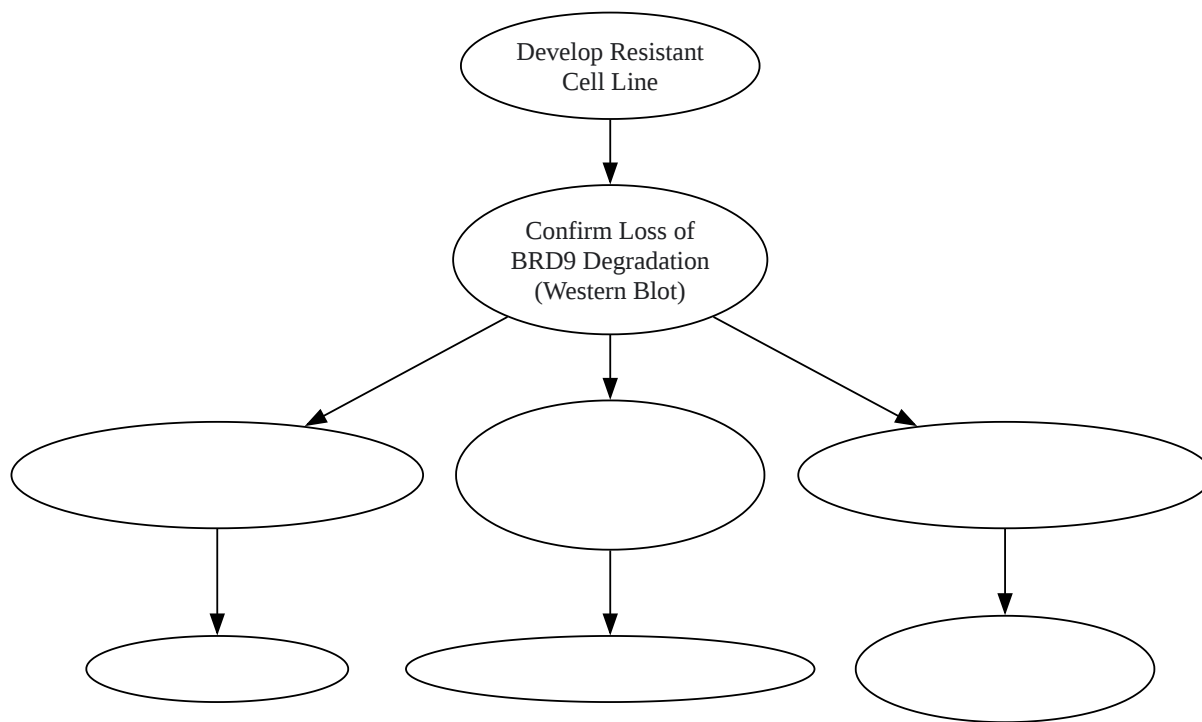 Develop Resistant
Cell Line
Confirm Loss of
BRD9 Degradation
(Western Blot)